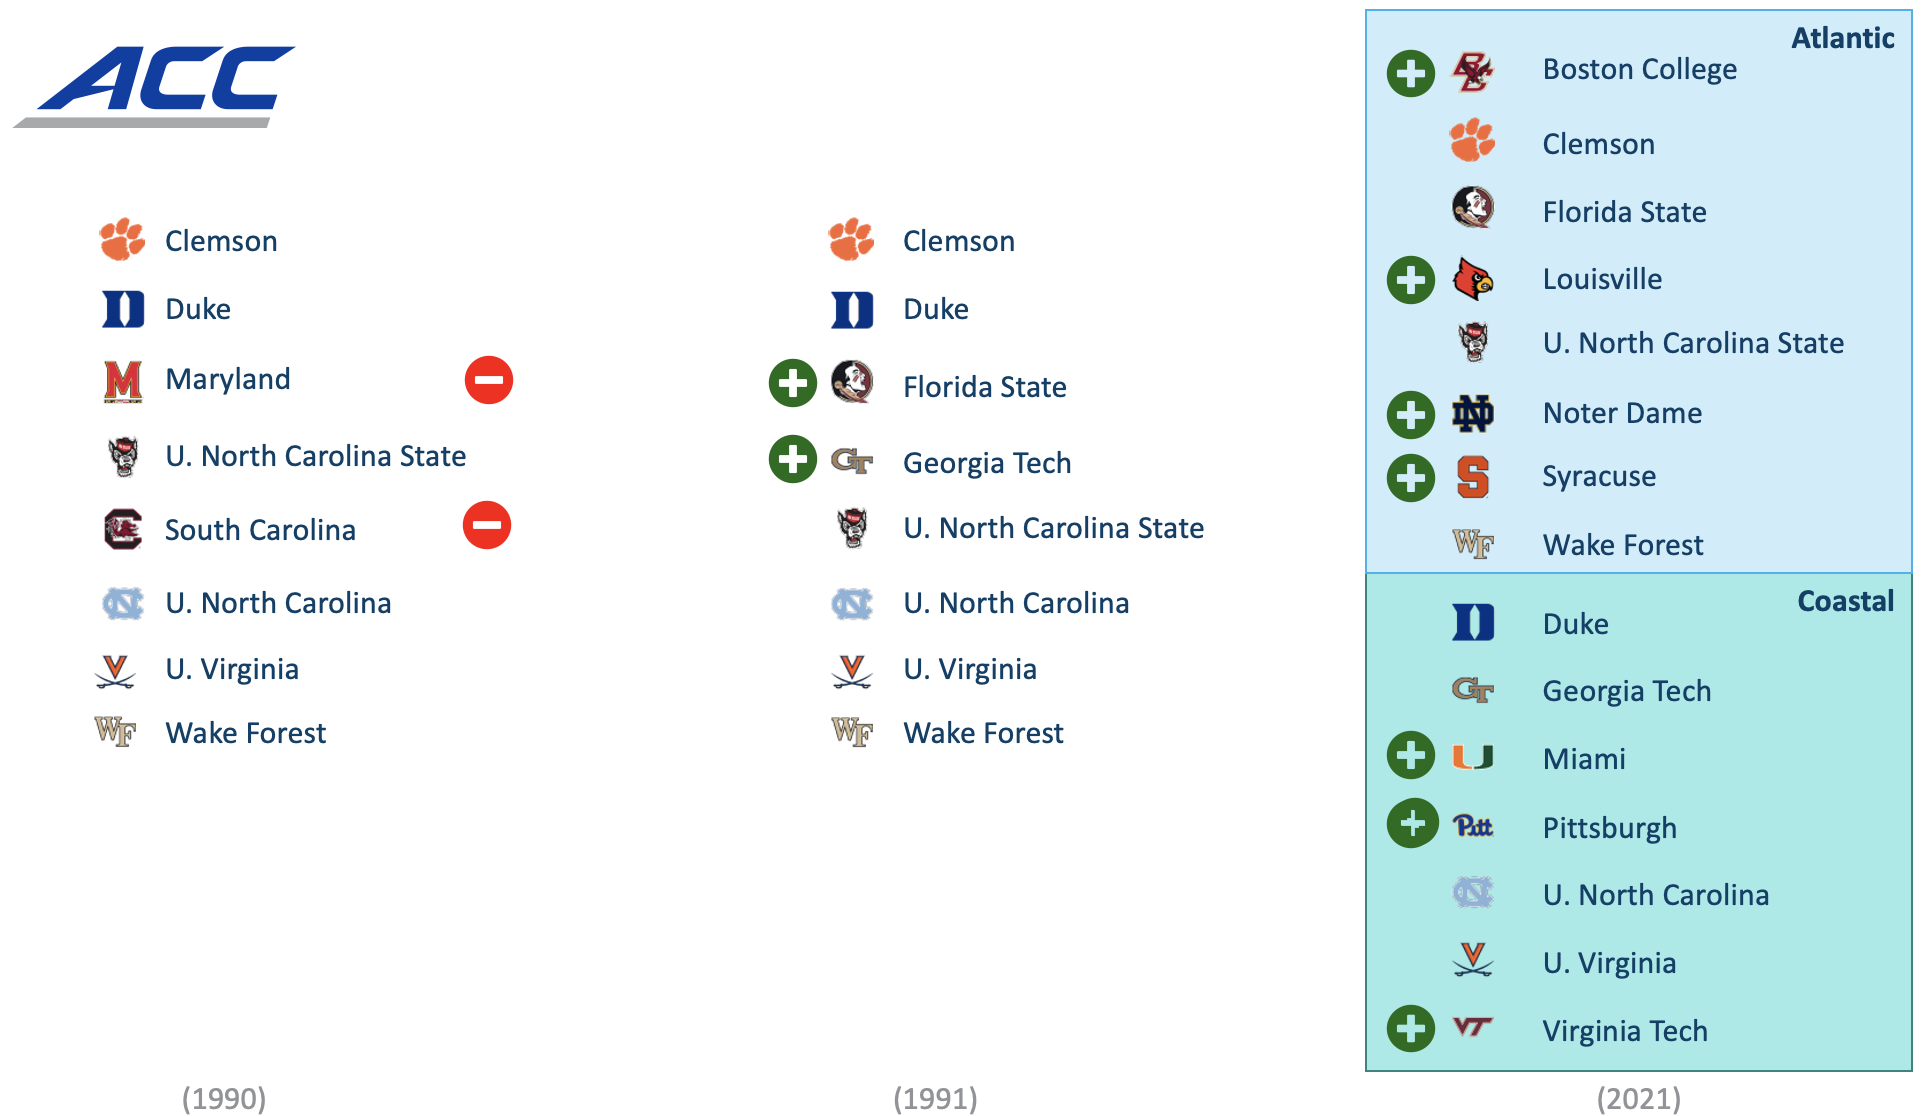 ACC
Clemson
Duke
Maryland
U. North Carolina State
South Carolina
U. North Carolina
U. Virginia
Wake Forest
(1990)
Clemson
Duke
Florida State
Georgia Tech
U. North Carolina State
U. North Carolina
U. Virginia
Wake Forest
(1991)
Atlantic
Boston College
Clemson
Florida State
Louisville
U. North Carolina State
Noter Dame
Syracuse
Wake Forest
Coastal
Duke
Georgia Tech
Miami
Pitt Pittsburgh
U. North Carolina
U. Virginia
Virginia Tech
(2021)